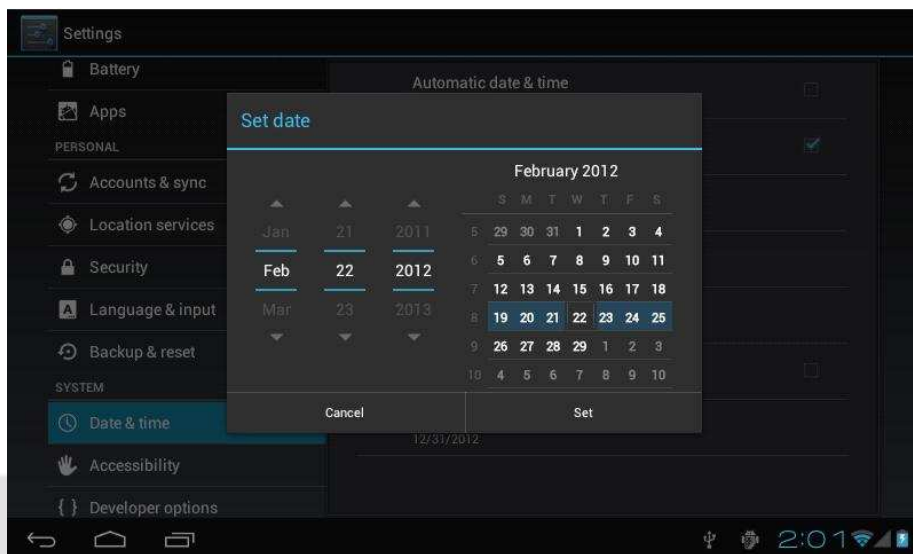 Settings
Battery
Apps
PERSONAL
Accounts & sync
Location services
Security
Language & input
Backup & reset
SYSTEM
Date & time
Accessibility
{ } Developer options
Automatic date & time
Set date
Jan 21 2011
Feb 22 2012
Mar 23 2013
February 2012
S M T W T F S
5 29 30 31 1 2 3 4
6 5 6 7 8 9 10 11
7 12 13 14 15 16 17 18
8 19 20 21 22 23 24 25
9 26 27 28 29 1 2 3
10 4 5 6 7 8 9 10
Cancel Set
12/31/2012
2:01